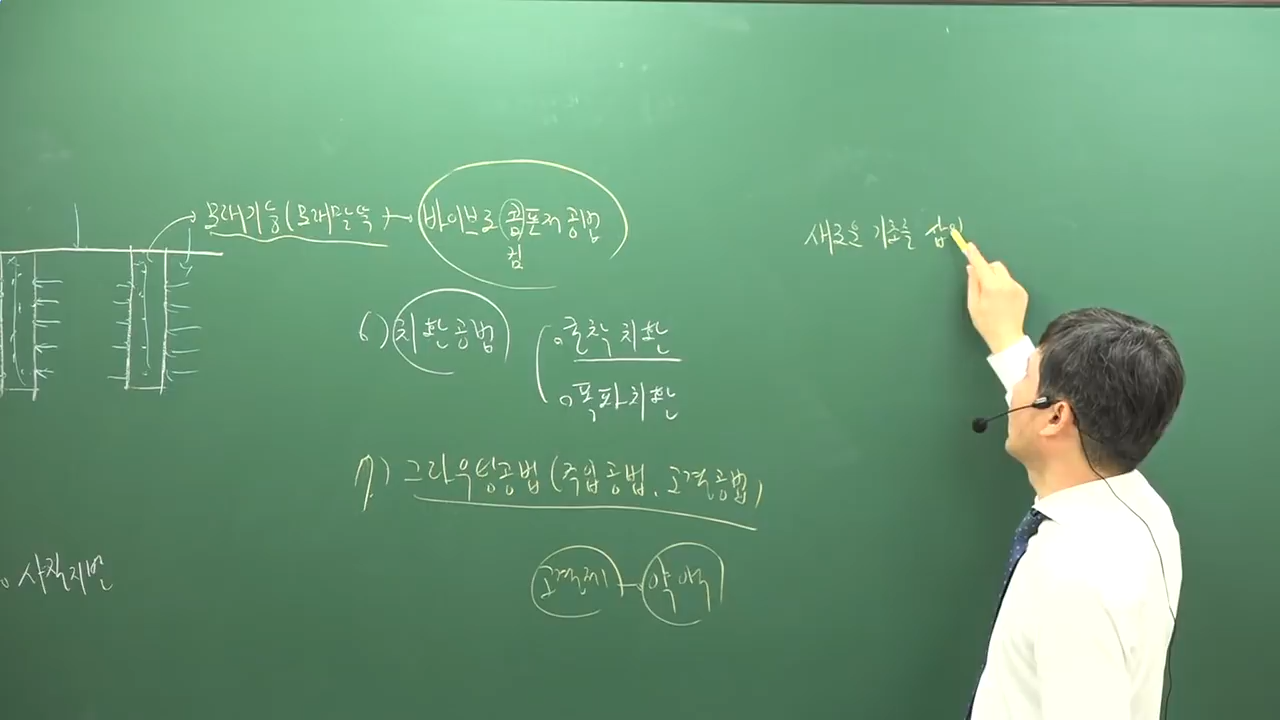 모래기둥(모래말뚝) 바이브로 콤포저 공법
6) 치환공법
굴착치환
폭파치환
7) 그라우팅공법(주입공법, 고결공법)
고결제 약액
사질지반
새로운 기초를 삽입